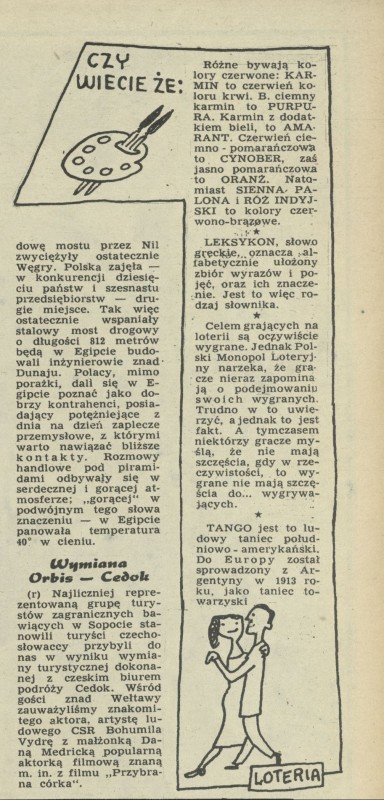 CZY
WIECIE ŻE:
Różne bywają ko-
lory czerwone: KAR-
MIN to czerwień ko-
loru krwi. B. ciemny
karmin to PURPU-
RA. Karmin z dodat-
kiem bieli, to AMA-
RANT. Czerwień cie-
mno - pomarańczowa
to CYNOBER, zaś
jasno pomarańczowa
to ORANŻ. Nato-
miast SIENNA PA-
LONA i RÓŻ INDYJ-
SKI to kolory czer-
wono-brązowe.
★
LEKSYKON, słowo
greckie, oznacza al-
fabetycznie ułożony
zbiór wyrazów i po-
jęć, oraz ich znacze-
nie. Jest to więc ro-
dzaj słownika.
★
Celem grających na
loterii są oczywiście
wygrane. Jednak Pol-
ski Monopol Loteryj-
ny narzeka, że gra-
cze nieraz zapomina
ją o podejmowaniu
swoich wygranych.
Trudno w to uwie-
rzyć, a jednak to jest
fakt. A tymczasem
niektórzy gracze my-
ślą, że nie mają
szczęścia, gdy w rze-
czywistości, to wy-
grane nie mają szczę-
ścia do... wygrywa-
jących.
★
TANGO jest to lu-
dowy taniec połud-
niowo - amerykański.
Do Europy został
sprowadzony z Ar-
gentyny w 1913 ro-
ku, jako taniec to-
warzyski
LOTERIA
dowę mostu przez Nil
zwyciężyły ostatecznie
Węgry. Polska zajęła —
w konkurencji dziesię-
ciu państw i szesnastu
przedsiębiorstw — dru-
gie miejsce. Tak więc
ostatecznie wspaniały
stalowy most drogowy
o długości 812 metrów
będą w Egipcie budo-
wali inżynierowie znad
Dunaju. Polacy, mimo
porażki, dali się w E-
gipcie poznać jako do-
brzy kontrahenci, posia-
dający potężniejące z
dnia na dzień zaplecze
przemysłowe, z którymi
warto nawiązać bliższe
kontakty. Rozmowy
handlowe pod pirami-
dami odbywały się w
serdecznej i gorącej at-
mosferze; „gorącej" w
podwójnym tego słowa
znaczeniu — w Egipcie
panowała temperatura
40° w cieniu.
Wymiana
Orbis — Cedok
(r) Najliczniej repre-
zentowaną grupę tury-
stów zagranicznych ba-
wiących w Sopocie sta-
nowili turyści czecho-
słowaccy przybyli do
nas w wyniku wymia-
ny turystycznej dokona-
nej z czeskim biurem
podróży Cedok. Wśród
gości znad Wełtawy
zauważyliśmy znakomi-
tego aktora, artystę lu-
dowego CSR Bohumila
Vydrę z małżonką Da-
ną Medricką popularną
aktorką filmową znaną
m. in. z filmu „Przybra-
na córka".